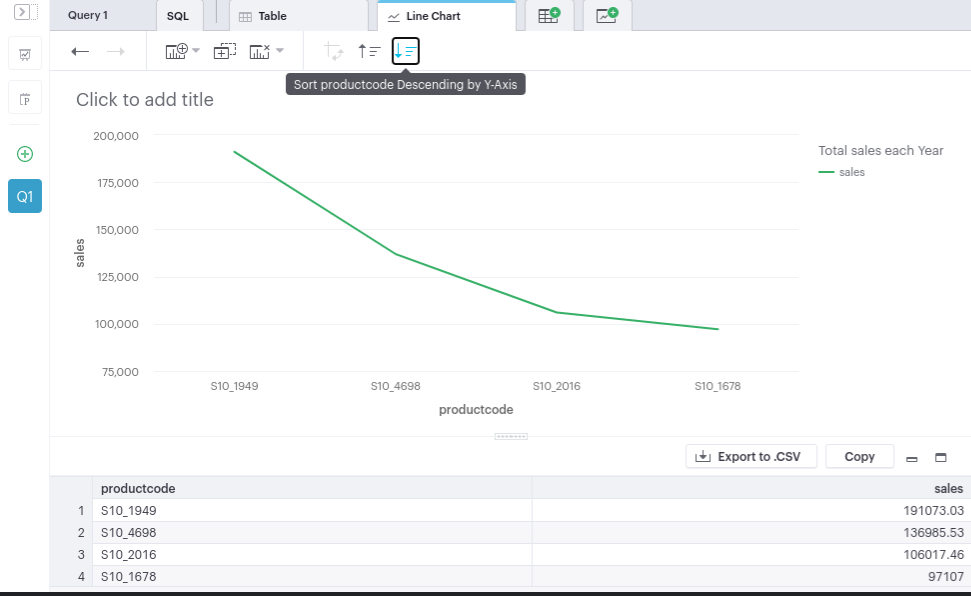 Query 1
SQL
Table
Line Chart
Sort productcode Descending by Y-Axis
P
Q1
Click to add title
200,000
175,000
150,000
125,000
100,000
75,000
sales
S10_1949
S10_4698
S10_2016
S10_1678
productcode
Total sales each Year
sales
Export to .CSV
Copy
productcode sales
1 S10_1949 191073.03
2 S10_4698 136985.53
3 S10_2016 106017.46
4 S10_1678 97107